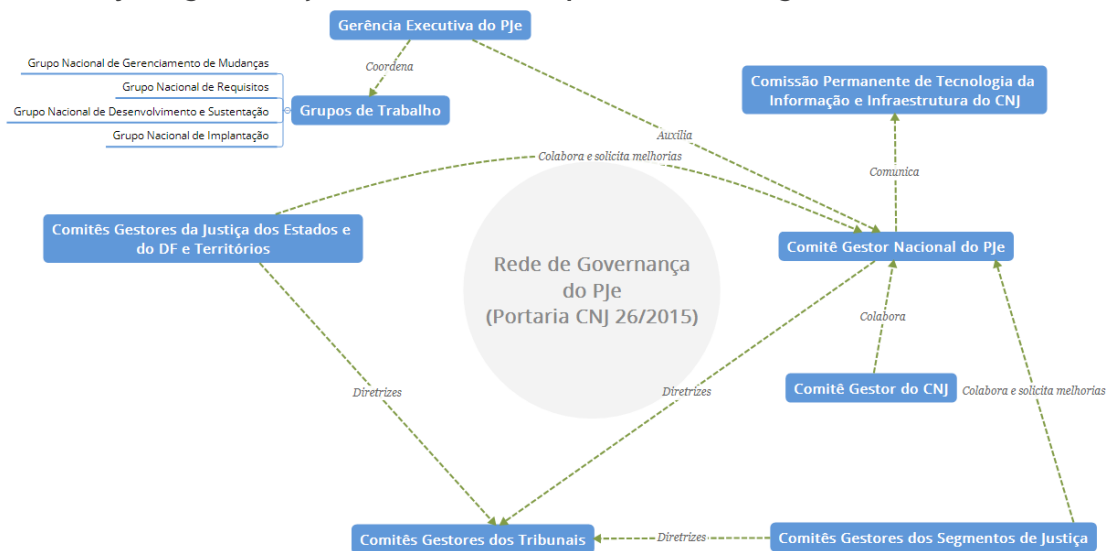 Gerência Executiva do PJe
Grupo Nacional de Gerenciamento de Mudanças
Coordena
Comissão Permanente de Tecnologia da
Informação e Infraestrutura do CNJ
Grupo Nacional de Requisitos
Grupos de Trabalho
Grupo Nacional de Desenvolvimento e Sustentação
Grupo Nacional de Implantação
Auxilia
Colabora e solicita melhorias
Comunica
Comitês Gestores da Justiça dos Estados e
do DF e Territórios
Comitê Gestor Nacional do PJe
Rede de Governança
do PJe
(Portaria CNJ 26/2015)
Colabora
Diretrizes
Diretrizes
Comitê Gestor do CNJ
Colabora e solicita melhorias
Comitês Gestores dos Tribunais
Diretrizes
Comitês Gestores dos Segmentos de Justiça